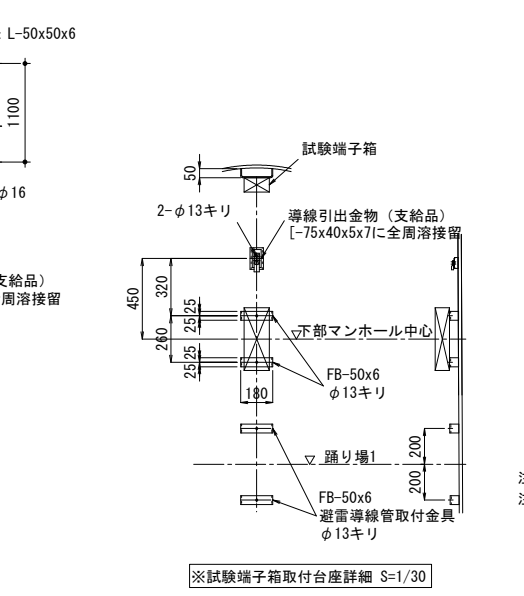 L-50x50x6
1100
φ16
試験端子箱
50
2-φ13キリ
導線引出金物（支給品）
[-75x40x5x7に全周溶接留
支給品）
周溶接留
450
320
25
25
260
下部マンホール中心
25
25
FB-50x6
φ13キリ
180
踊り場1
200
200
FB-50x6
避雷導線管取付金具
φ13キリ
※試験端子箱取付台座詳細 S=1/30